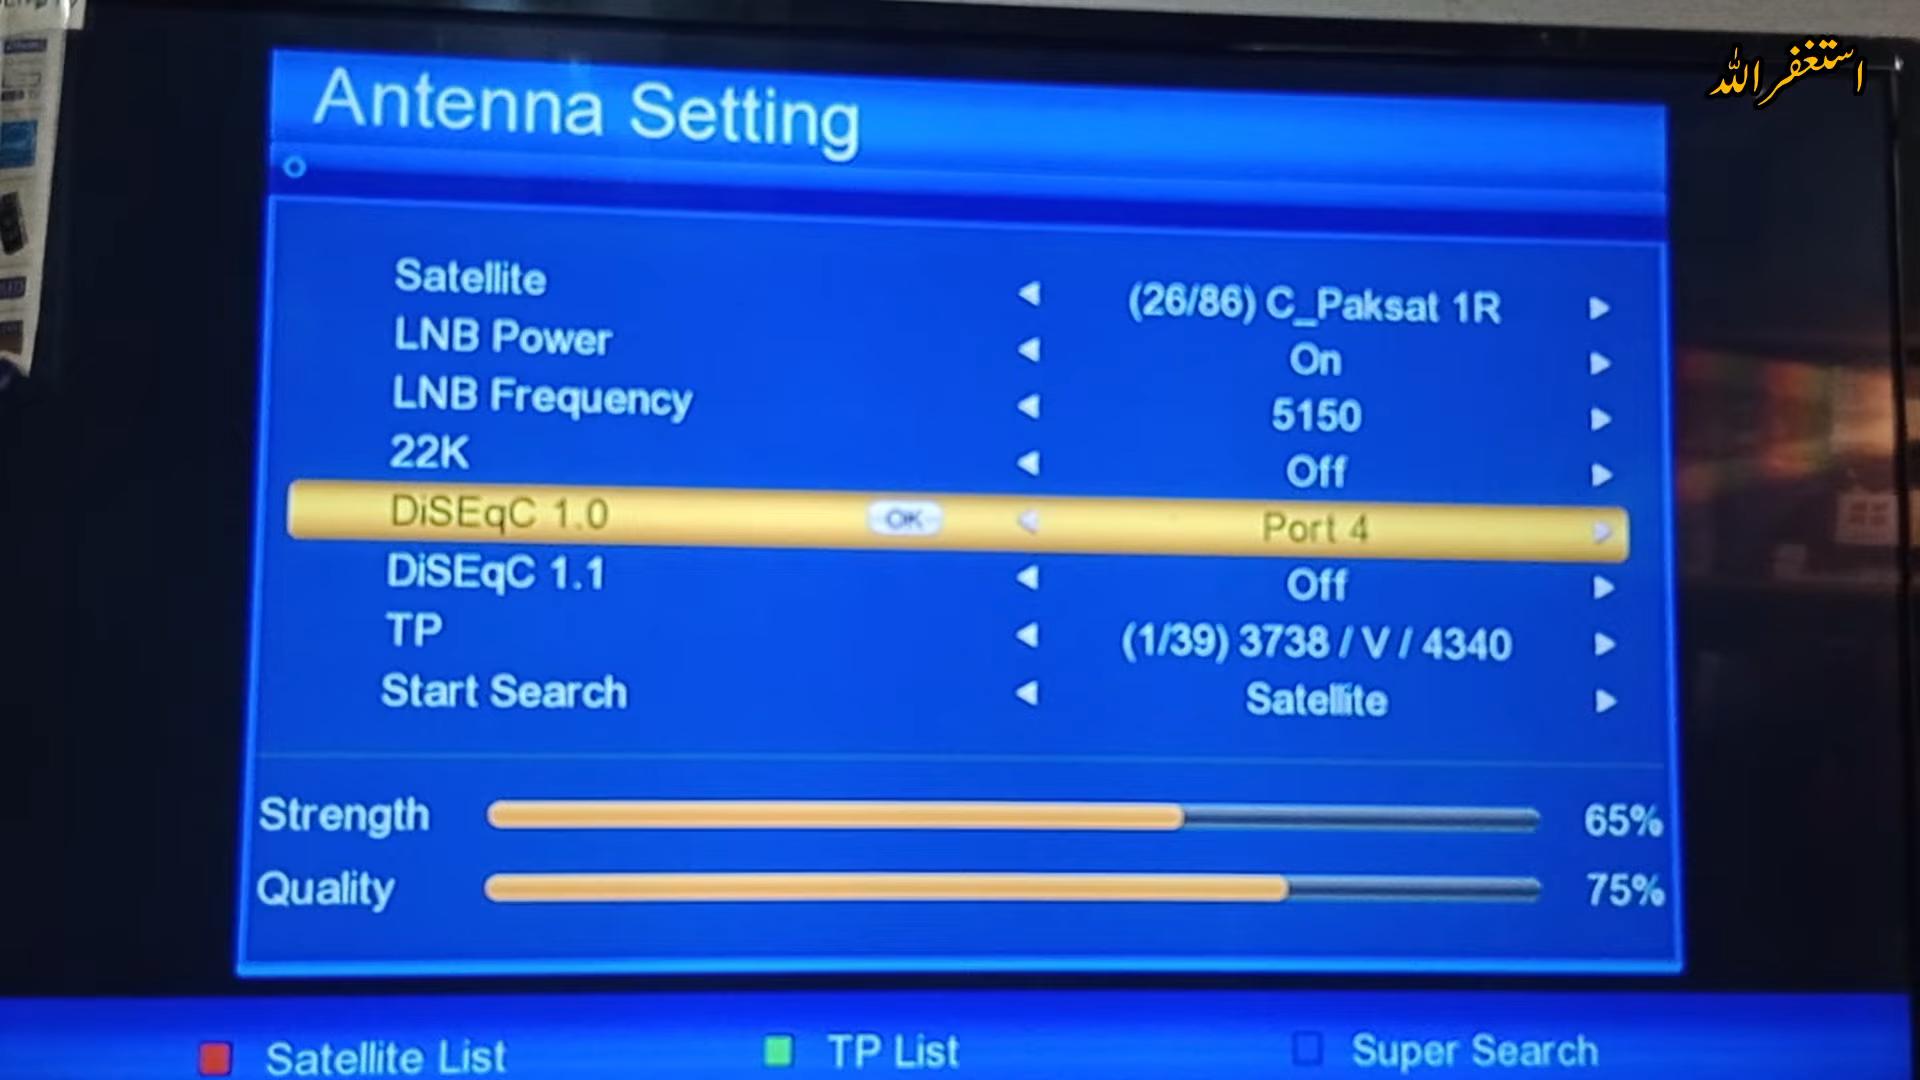 استغفر الله
Antenna Setting
Satellite (26/86) C_Paksat 1R
LNB Power On
LNB Frequency 5150
22K Off
DiSEqC 1.0 OK Port 4
DiSEqC 1.1 Off
TP (1/39) 3738 / V / 4340
Start Search Satellite
Strength 65%
Quality 75%
Satellite List TP List Super Search